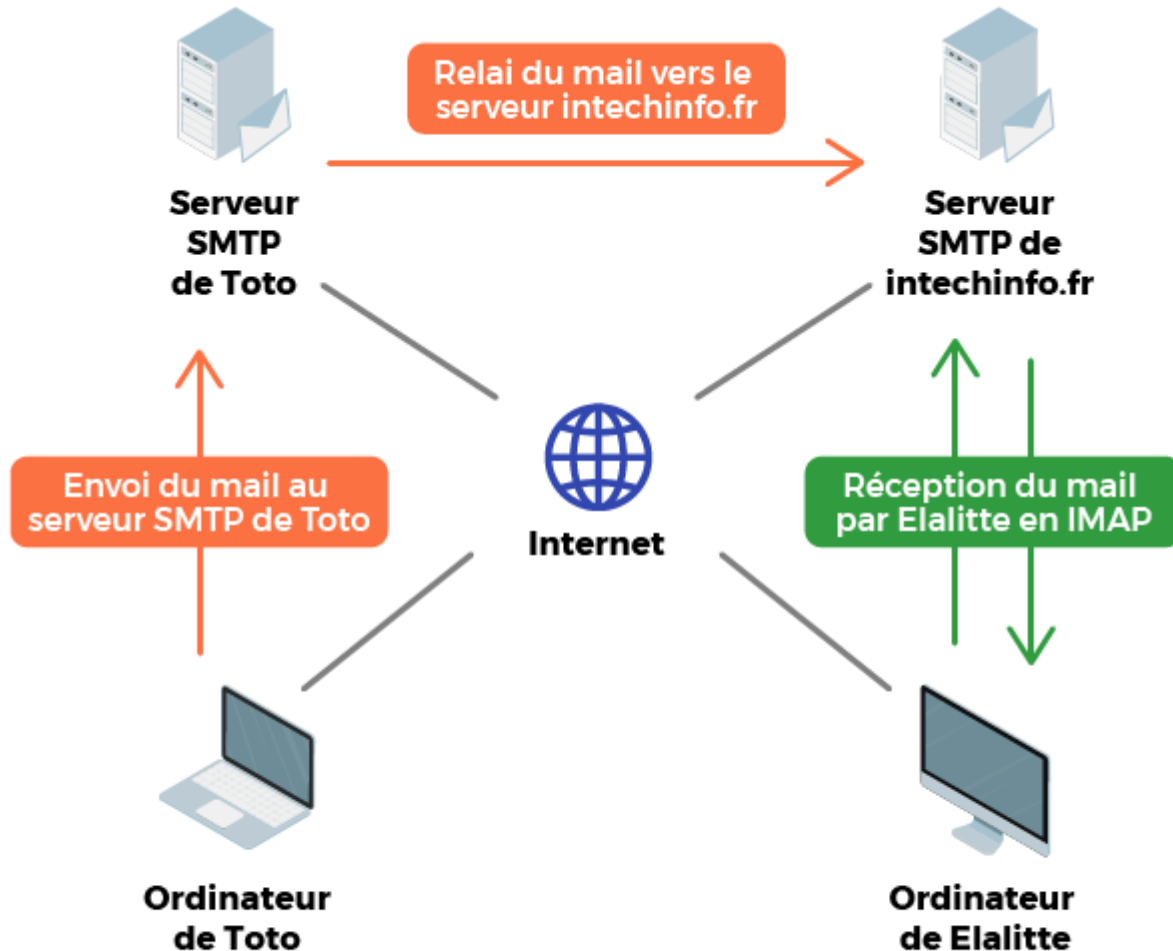 Relai du mail vers le
serveur intechinfo.fr
Serveur
SMTP
de Toto
Serveur
SMTP de
intechinfo.fr
Envoi du mail au
serveur SMTP de Toto
Internet
Réception du mail
par Elalitte en IMAP
Ordinateur
de Toto
Ordinateur
de Elalitte